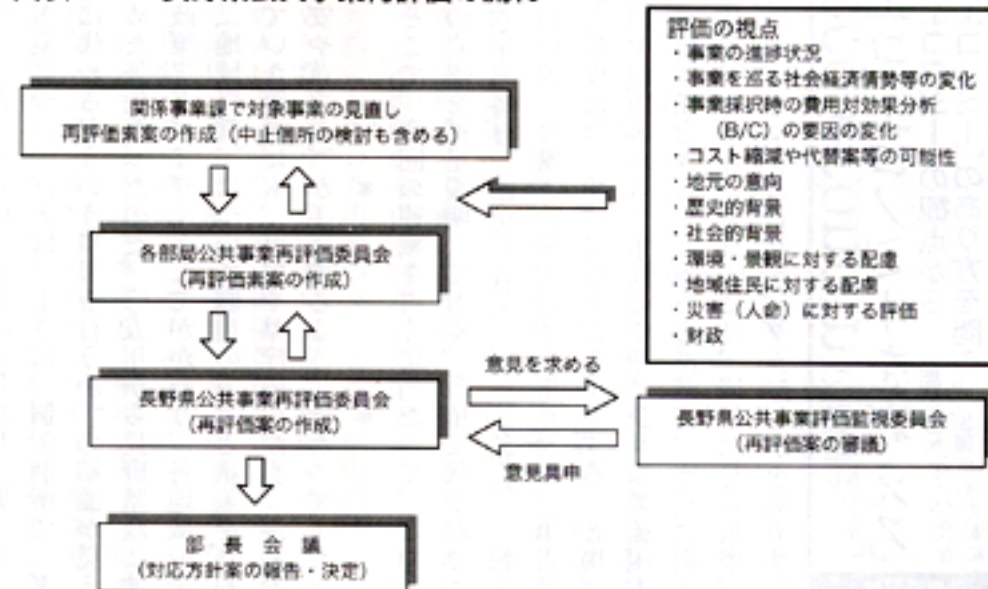 関係事業課で対象事業の見直し
再評価素案の作成（中止個所の検討も含める）
各部局公共事業再評価委員会
（再評価素案の作成）
長野県公共事業再評価委員会
（再評価案の作成）
部長会議
（対応方針案の報告・決定）
評価の視点
・事業の進捗状況
・事業を巡る社会経済情勢等の変化
・事業採択時の費用対効果分析
（B/C）の要因の変化
・コスト縮減や代替案等の可能性
・地元の意向
・歴史的背景
・社会的背景
・環境・景観に対する配慮
・地域住民に対する配慮
・災害（人命）に対する評価
・財政
意見を求める
長野県公共事業評価監視委員会
（再評価案の審議）
意見具申